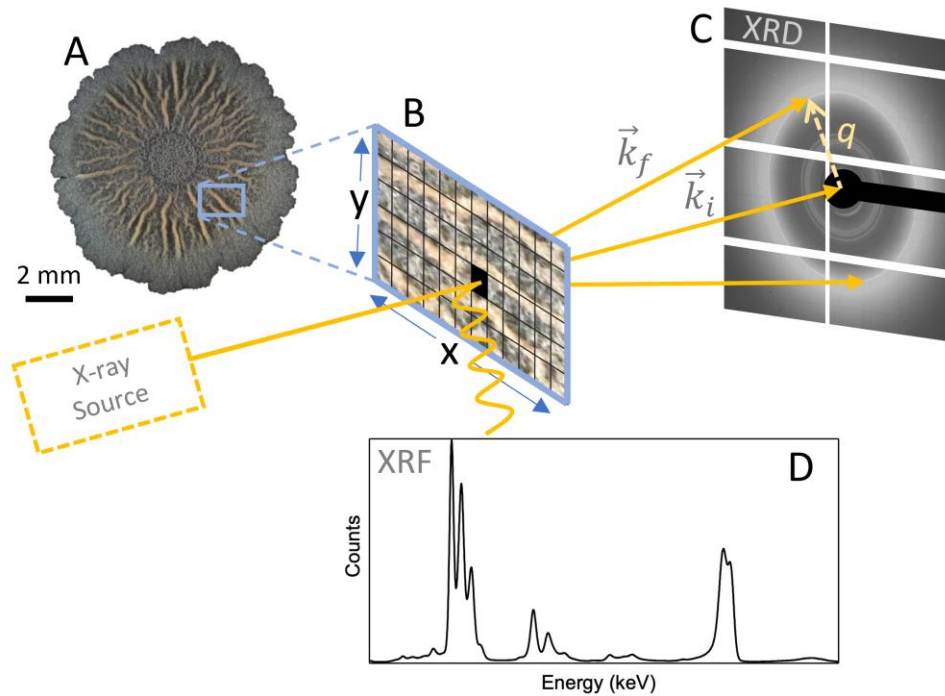 A
2 mm
B
y
x
X-ray
Source
C
XRD
q
k_f
k_i
XRF
D
Counts
Energy (keV)